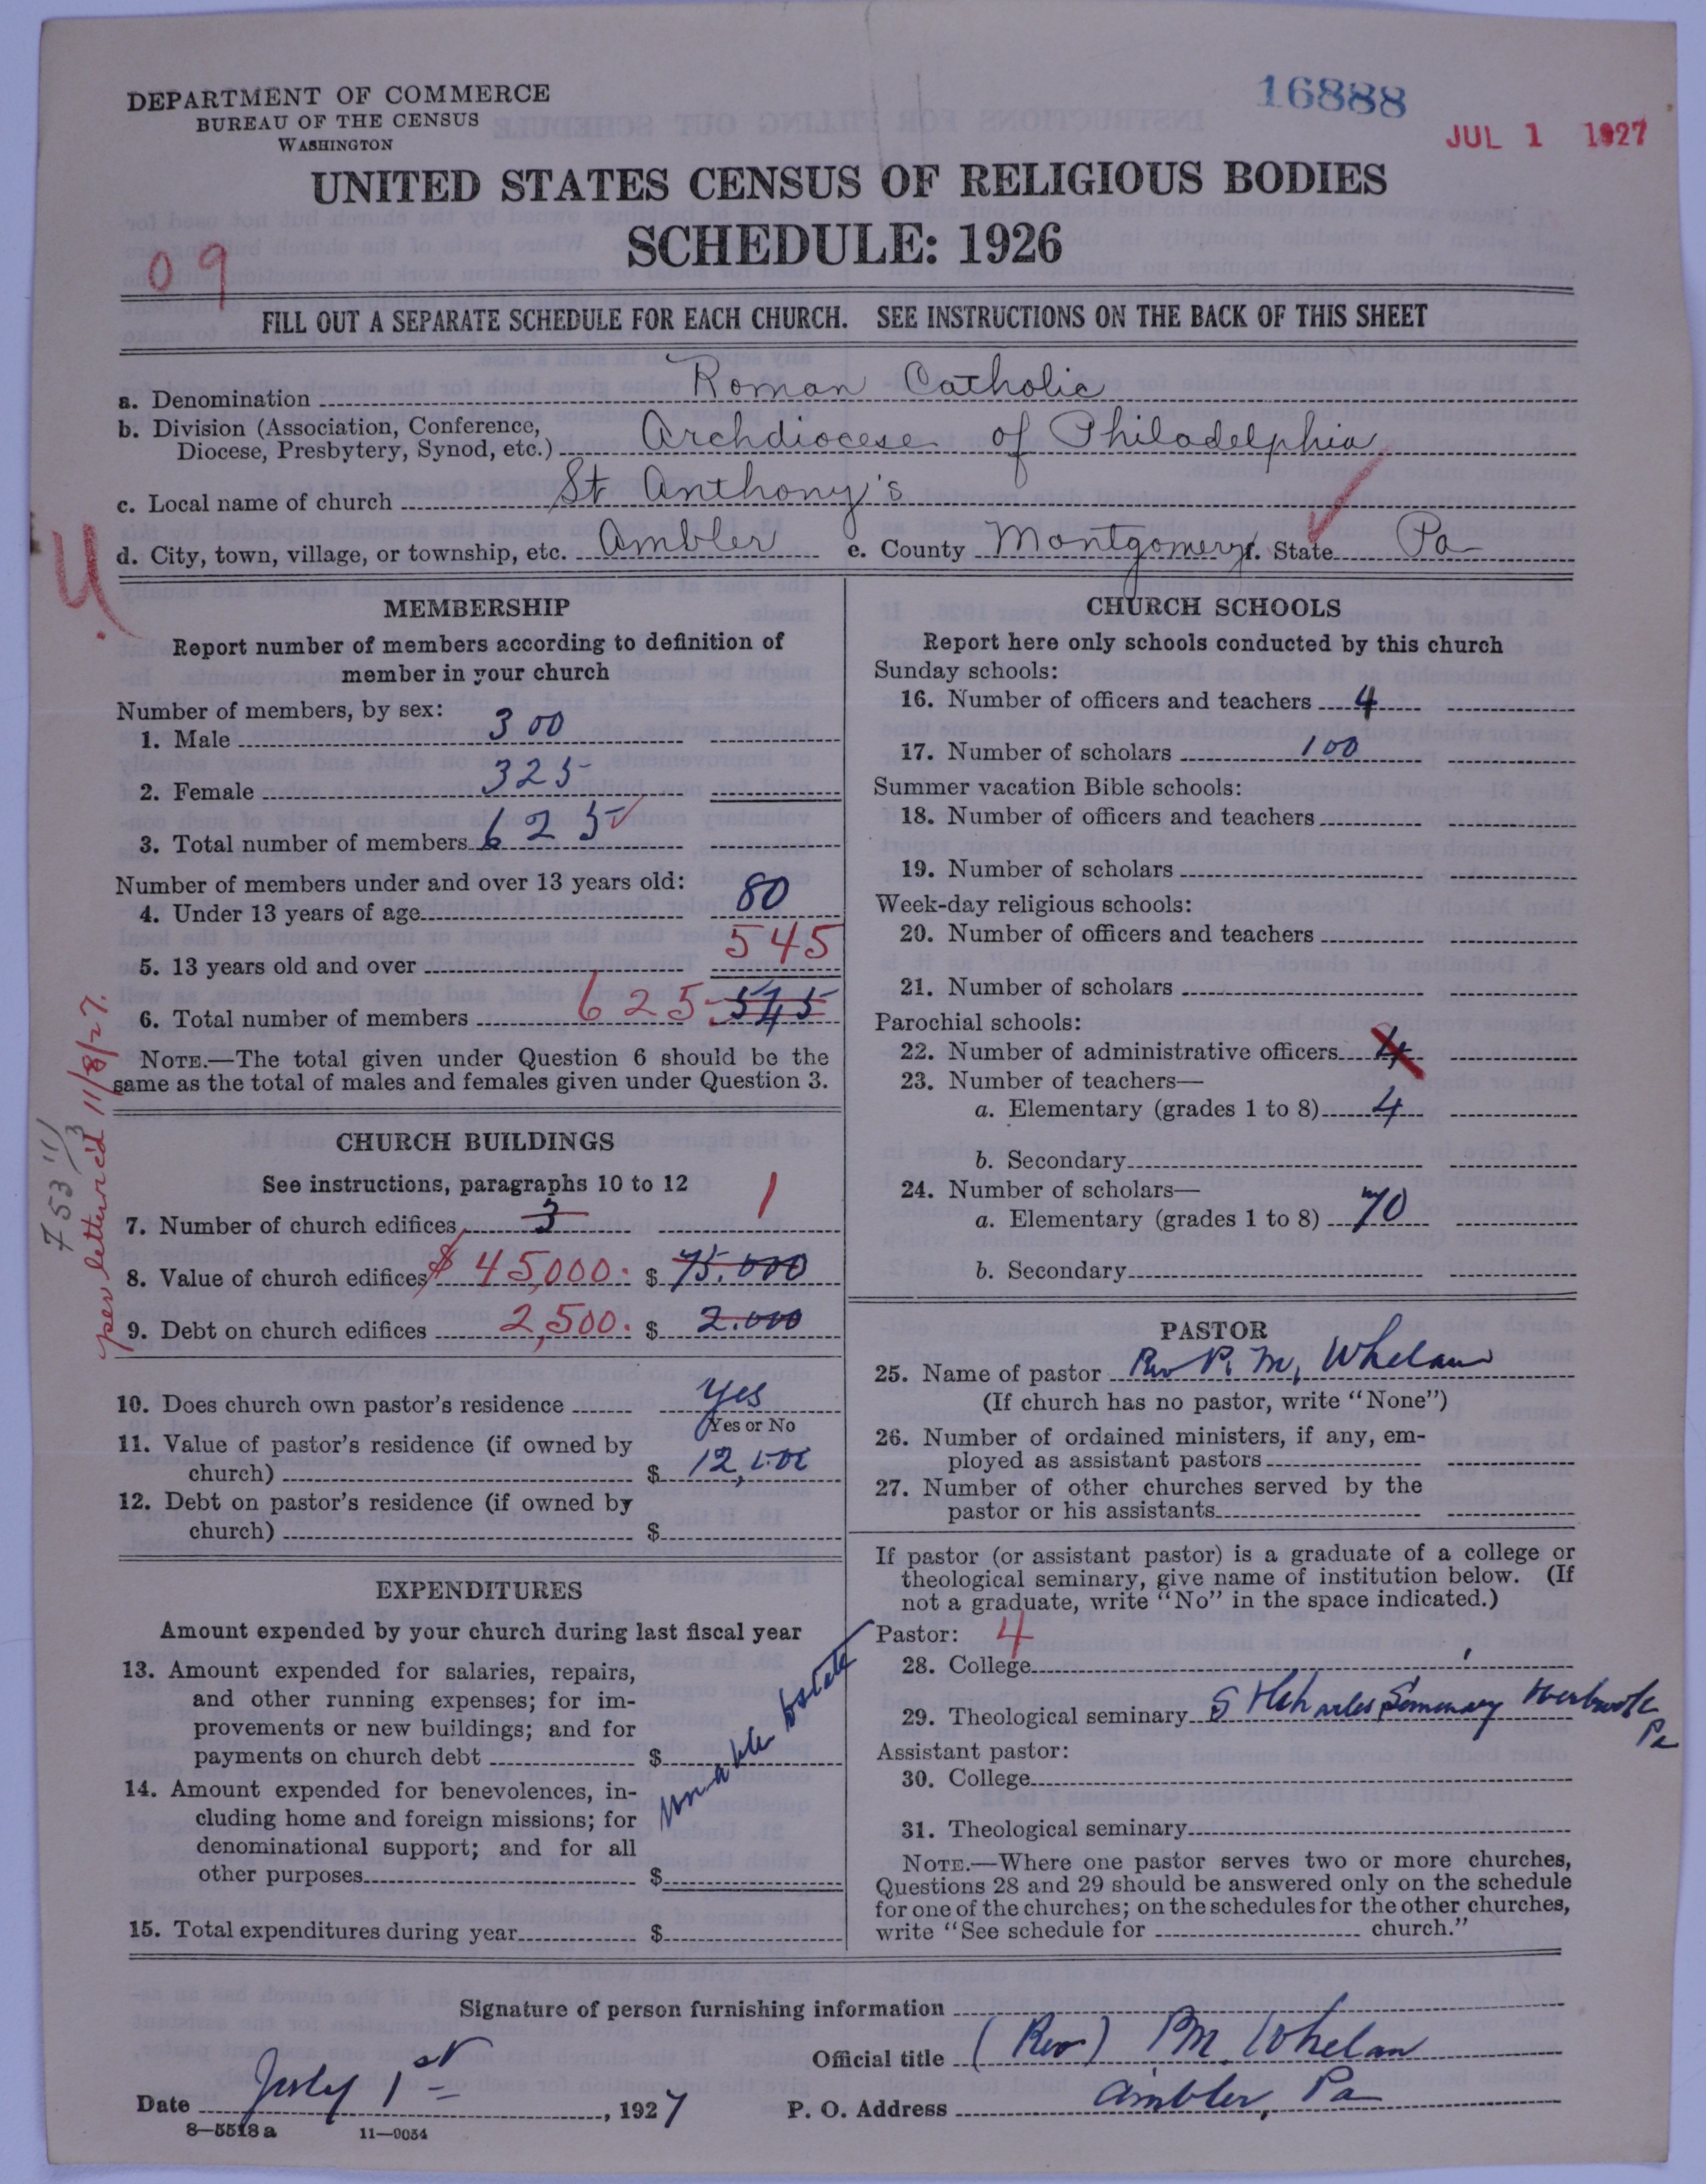 DEPARTMENT OF COMMERCE
BUREAU OF THE CENSUS
WASHINGTON
16888
JUL 1 1927
UNITED STATES CENSUS OF RELIGIOUS BODIES
SCHEDULE: 1926
09
FILL OUT A SEPARATE SCHEDULE FOR EACH CHURCH. SEE INSTRUCTIONS ON THE BACK OF THIS SHEET
a. Denomination Roman Catholic
b. Division (Association, Conference,
Diocese, Presbytery, Synod, etc.) Archdiocese of Philadelphia
c. Local name of church St Anthony's
d. City, town, village, or township, etc. Ambler e. County Montgomery f. State Pa
MEMBERSHIP
Report number of members according to definition of
member in your church
Number of members, by sex:
1. Male 300
2. Female 325
3. Total number of members 625
Number of members under and over 13 years old:
4. Under 13 years of age 80
5. 13 years old and over 545
6. Total number of members 625 545
NOTE.—The total given under Question 6 should be the
same as the total of males and females given under Question 3.
per letter rc'd 11/8/27.
753 11/3
CHURCH BUILDINGS
See instructions, paragraphs 10 to 12
7. Number of church edifices 3 1
8. Value of church edifices $ 45,000. $ 75.000
9. Debt on church edifices 2,500. $ 2.000
10. Does church own pastor's residence yes
Yes or No
11. Value of pastor's residence (if owned by
church) $ 12,000
12. Debt on pastor's residence (if owned by
church) $
EXPENDITURES
Amount expended by your church during last fiscal year
13. Amount expended for salaries, repairs,
and other running expenses; for im-
provements or new buildings; and for
payments on church debt $
unable to state
14. Amount expended for benevolences, in-
cluding home and foreign missions; for
denominational support; and for all
other purposes $
15. Total expenditures during year $
CHURCH SCHOOLS
Report here only schools conducted by this church
Sunday schools:
16. Number of officers and teachers 4
17. Number of scholars 100
Summer vacation Bible schools:
18. Number of officers and teachers
19. Number of scholars
Week-day religious schools:
20. Number of officers and teachers
21. Number of scholars
Parochial schools:
22. Number of administrative officers 4
23. Number of teachers—
a. Elementary (grades 1 to 8) 4
b. Secondary
24. Number of scholars—
a. Elementary (grades 1 to 8) 70
b. Secondary
PASTOR
25. Name of pastor Rev P. M. Whelan
(If church has no pastor, write "None")
26. Number of ordained ministers, if any, em-
ployed as assistant pastors
27. Number of other churches served by the
pastor or his assistants
If pastor (or assistant pastor) is a graduate of a college or
theological seminary, give name of institution below. (If
not a graduate, write "No" in the space indicated.)
Pastor: 4
28. College
29. Theological seminary St Charles Seminary Overbrook
Pa
Assistant pastor:
30. College
31. Theological seminary
NOTE.—Where one pastor serves two or more churches,
Questions 28 and 29 should be answered only on the schedule
for one of the churches; on the schedules for the other churches,
write "See schedule for church."
Signature of person furnishing information
Official title (Rev) P.M. Whelan
Date July 1st, 1927 P. O. Address Ambler, Pa
8—5518 a 11—0054